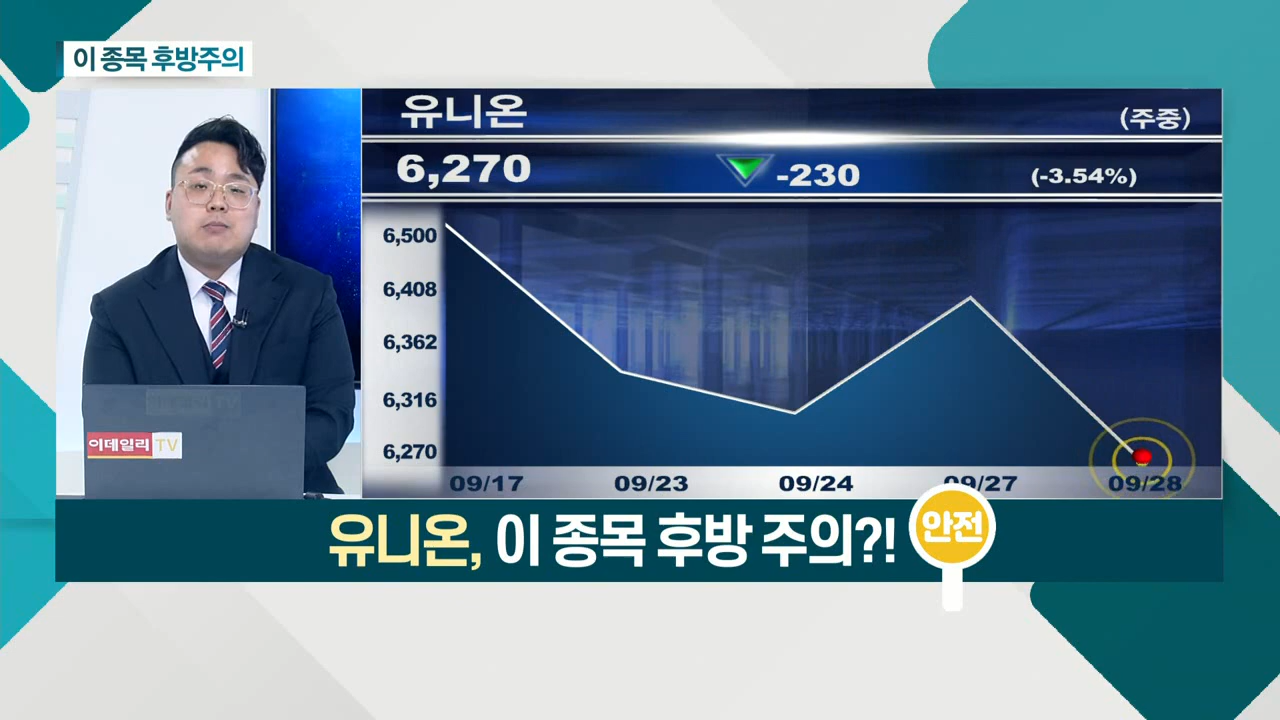 이 종목 후방주의
유니온
(주중)
6,270
-230
(-3.54%)
6,500
6,408
6,362
6,316
6,270
09/17
09/23
09/24
09/27
09/28
이데일리 TV
유니온, 이 종목 후방 주의?!
안전